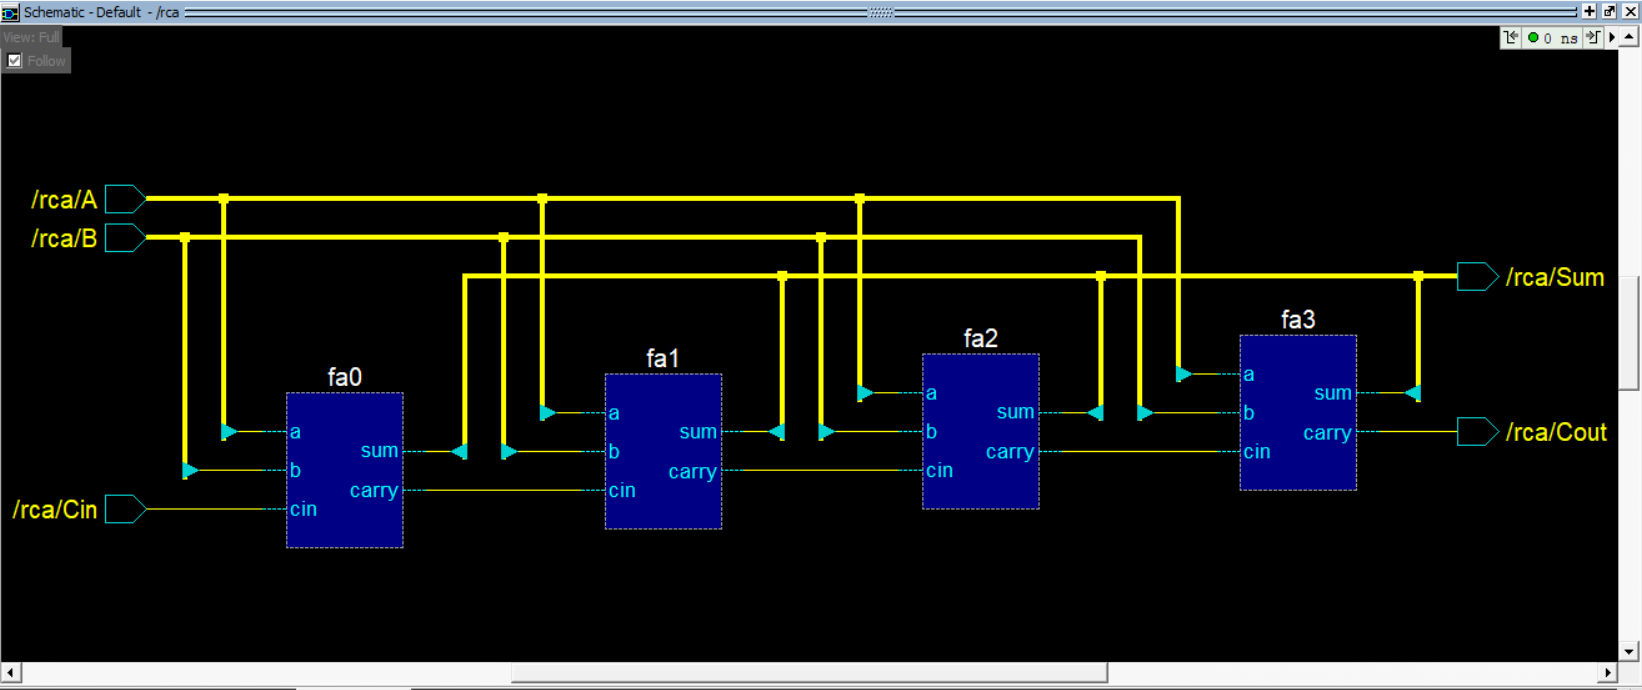 Schematic - Default - /rca
View: Full
Follow
0 ns
/rca/A
/rca/B
/rca/Sum
fa3
fa2
fa1
fa0
a
b
cin
sum
carry
a
b
cin
sum
carry
a
b
cin
sum
carry
a
b
cin
sum
carry
/rca/Cout
/rca/Cin